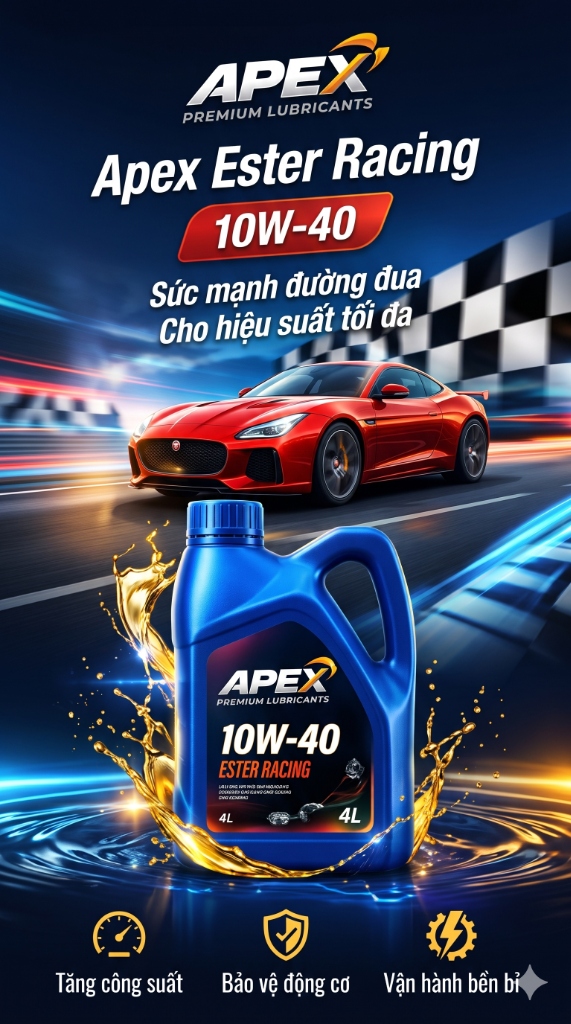 APEX
PREMIUM LUBRICANTS
Apex Ester Racing
10W-40
Sức mạnh đường đua
Cho hiệu suất tối đa
APEX
PREMIUM LUBRICANTS
10W-40
ESTER RACING
4L
4L
Tăng công suất
Bảo vệ động cơ
Vận hành bền bỉ